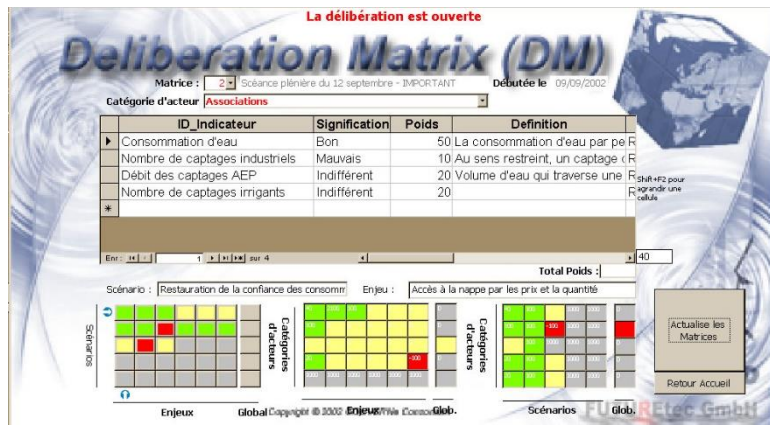 La délibération est ouverte
Deliberation Matrix (DM)
Matrice : 2 Scéance plénière du 12 septembre - IMPORTANT Débutée le 09/09/2002
Catégorie d'acteur Associations
ID_Indicateur Signification Poids Definition
Consommation d'eau Bon 50 La consommation d'eau par pe R
Nombre de captages industriels Mauvais 10 Au sens restreint, un captage R
Débit des captages AEP Indifférent 20 Volume d'eau qui traverse une R
Nombre de captages irrigants Indifférent 20 R
Shift+F2 pour
agrandir une
cellule
Enr : 1 sur 4
40
Total Poids :
Scénario : Restauration de la confiance des consomm Enjeu : Accès à la nappe par les prix et la quantité
Scénarios
Catégories d'acteurs
Catégories d'acteurs
-100
-100
Actualise les
Matrices
Retour Accueil
Enjeux Global Enjeux Glob. Scénarios Glob.
Copyright © 2002
FUTUREtec GmbH